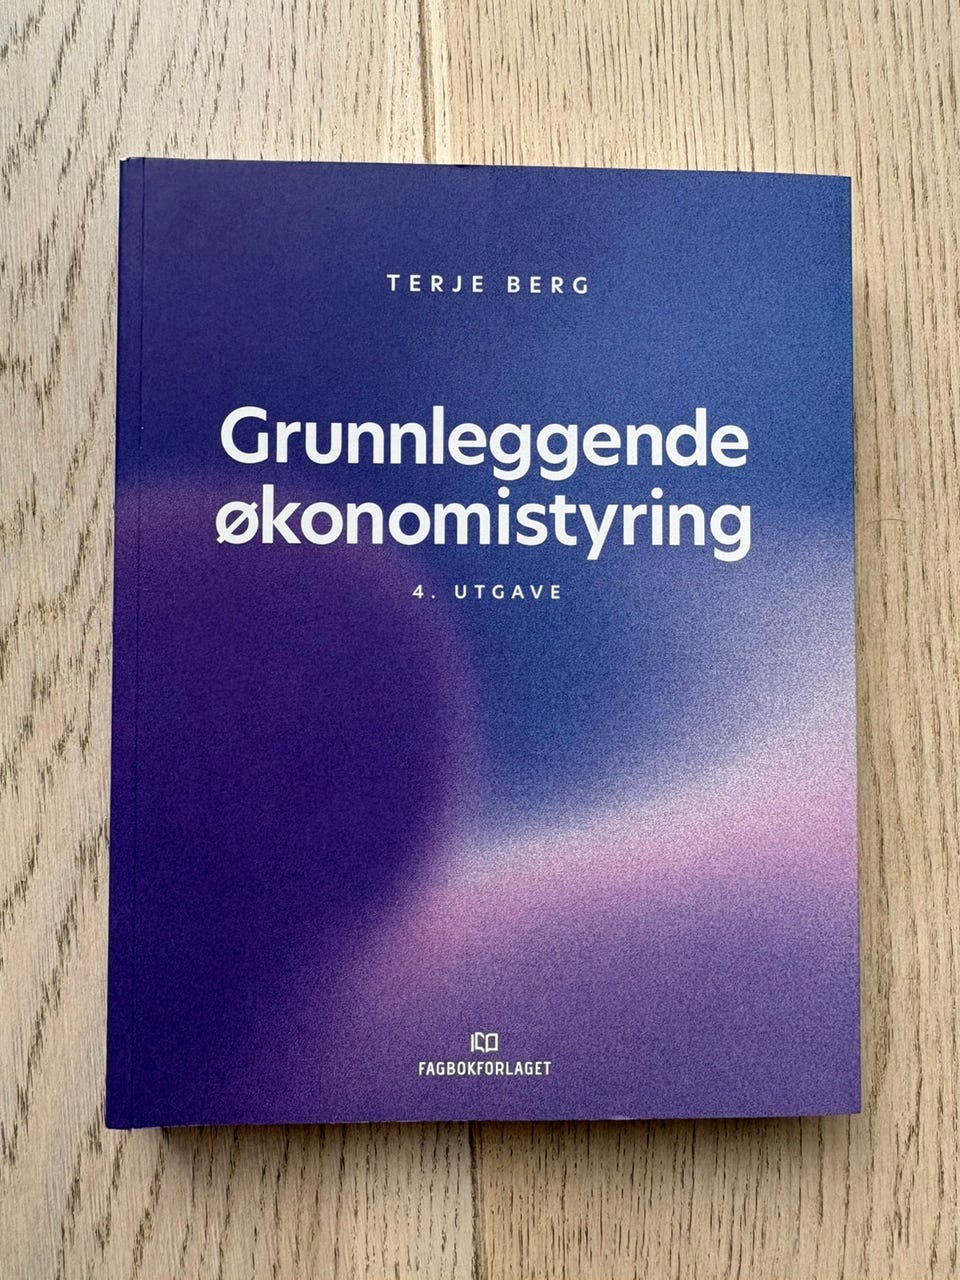 TERJE BERG
Grunnleggende
økonomistyring
4. UTGAVE
FAGBOKFORLAGET